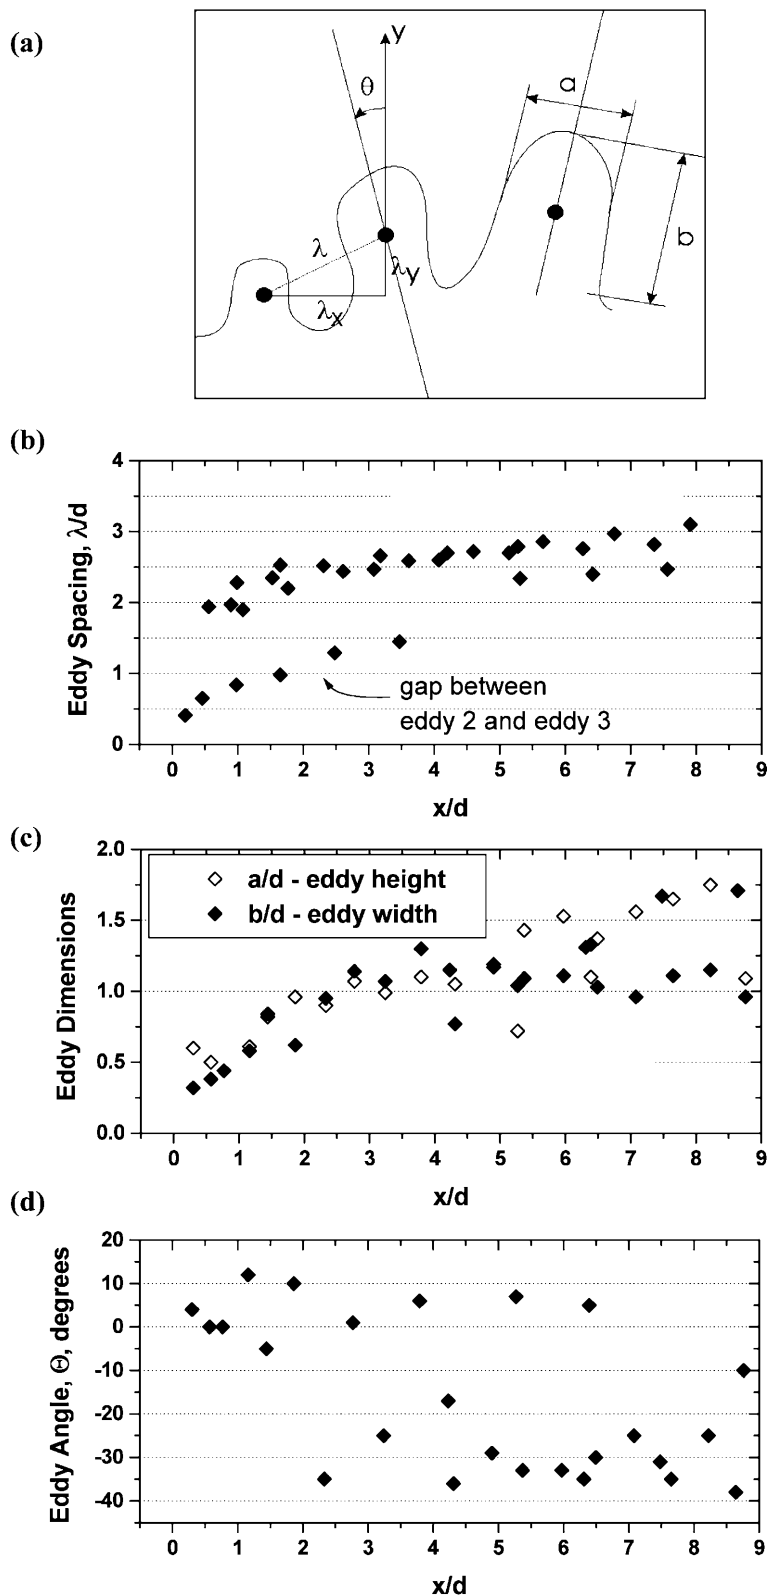 (a)
y
θ
a
b
λ
λy
λx
(b)
Eddy Spacing, λ/d
4
3
2
1
0
gap between
eddy 2 and eddy 3
0 1 2 3 4 5 6 7 8 9
x/d
(c)
Eddy Dimensions
2.0
1.5
1.0
0.5
0.0
a/d - eddy height
b/d - eddy width
0 1 2 3 4 5 6 7 8 9
x/d
(d)
Eddy Angle, Θ, degrees
20
10
0
-10
-20
-30
-40
0 1 2 3 4 5 6 7 8 9
x/d